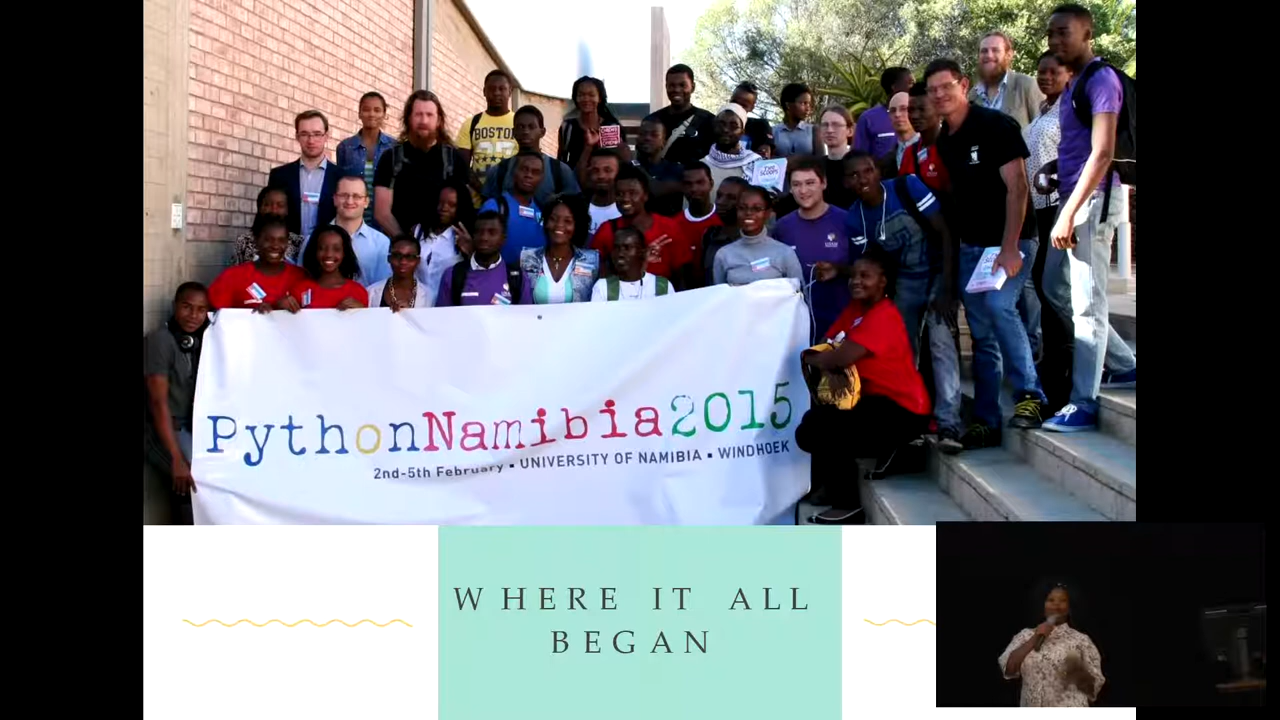 BOSTON
PythonNamibia2015
2nd-5th February ▪ UNIVERSITY OF NAMIBIA ▪ WINDHOEK
WHERE IT ALL
BEGAN